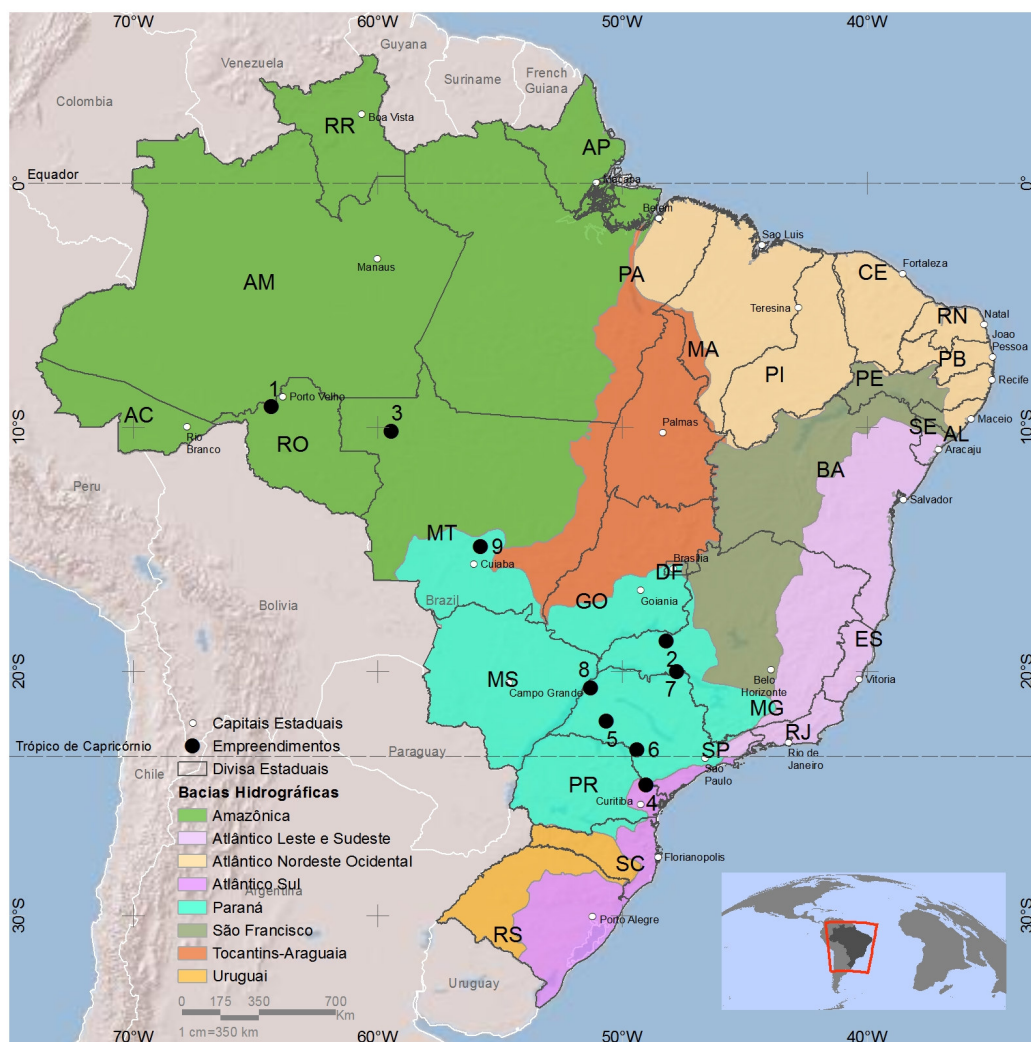 70°W 60°W 50°W 40°W
Guyana
Venezuela
Suriname
French
Guiana
Colombia
RR
Boa Vista
AP
0°
Equador
Macapa
0°
Belem
Sao Luis
Fortaleza
Manaus
AM
PA
CE
Teresina
RN
Natal
Joao
Pessoa
MA
PB
PI
PE
Recife
1
Porto Velho
AC
3
Maceio
10°S
Rio
Branco
RO
Palmas
SE
AL
10°S
Aracaju
BA
Peru
Salvador
MT
9
Cuiaba
Brasília
DF
Bolivia
Brazil
GO
Goiania
ES
2
20°S
8
7
Belo
Horizonte
Vitoria
20°S
MS
Campo Grande
MG
Capitais Estaduais
5
6
RJ
Trópico de Capricórnio
Empreendimentos
Paraguay
SP
Sao
Paulo
Rio de
Janeiro
Chile
Divisa Estaduais
PR
Bacias Hidrográficas
Curitiba
4
Amazônica
Atlântico Leste e Sudeste
Florianopolis
Atlântico Nordeste Ocidental
SC
Atlântico Sul
Argentina
30°S
Paraná
Porto Alegre
30°S
São Francisco
RS
Tocantins-Araguaia
Uruguai
Uruguay
0 175 350 700
Km
1 cm=350 km
70°W 60°W 50°W 40°W